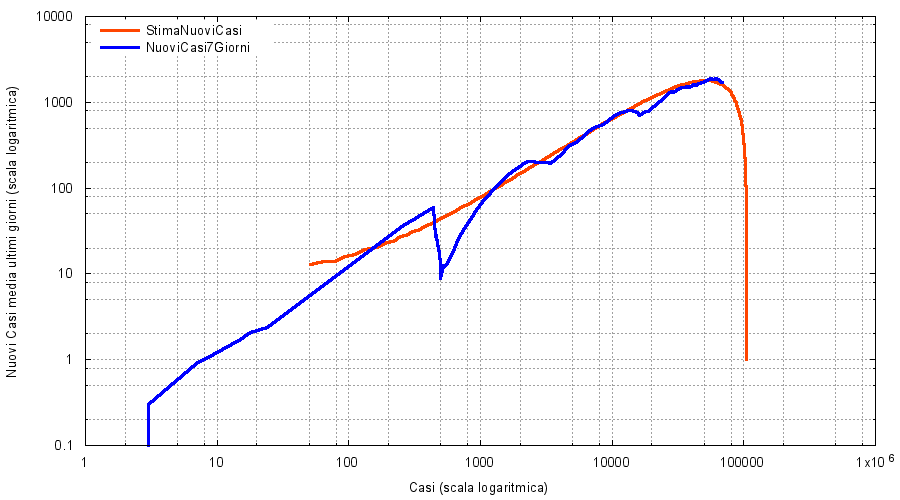 10000
StimaNuoviCasi
NuoviCasi7Giorni
1000
100
10
1
0.1
Nuovi Casi media ultimi giorni (scala logaritmica)
1
10
100
1000
10000
100000
1x10 6
Casi (scala logaritmica)